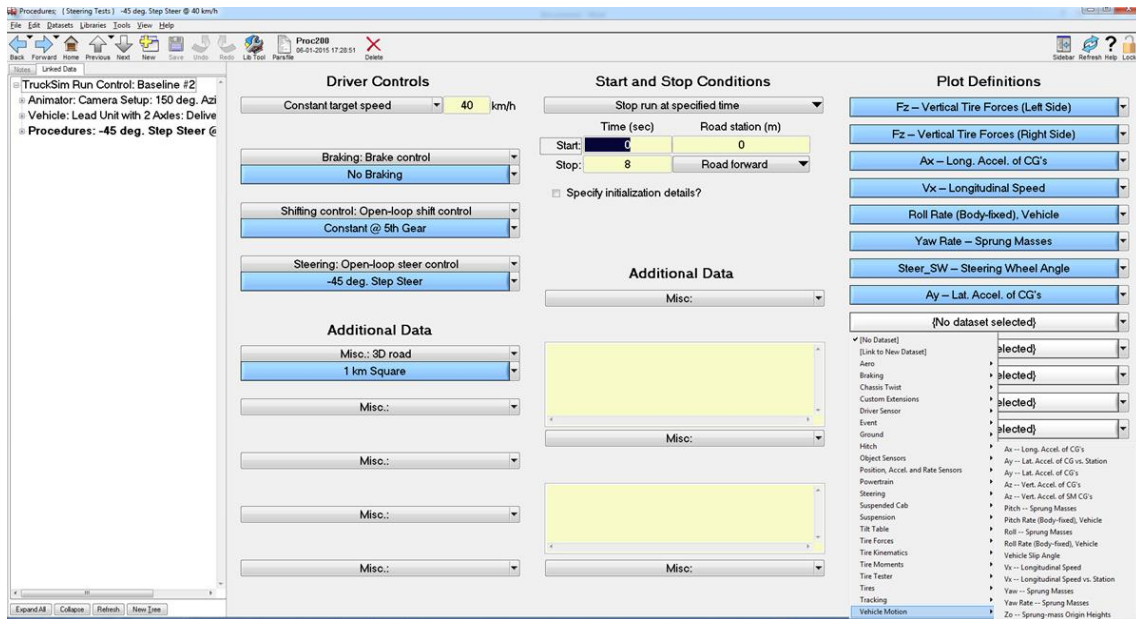 Procedures; { Steering Tests } -45 deg. Step Steer @ 40 km/h
File Edit Datasets Libraries Tools View Help
Back Forward Home Previous Next New Save Undo Redo Lib Tool Parsfile
Proc200
06-01-2015 17:28:51
Delete
Sidebar Refresh Help Lock
Notes Linked Data
TruckSim Run Control: Baseline #2
Animator: Camera Setup: 150 deg. Azi
Vehicle: Lead Unit with 2 Axles: Delive
Procedures: -45 deg. Step Steer @
Expand All Collapse Refresh New Tree
Driver Controls
Constant target speed 40 km/h
Braking: Brake control
No Braking
Shifting control: Open-loop shift control
Constant @ 5th Gear
Steering: Open-loop steer control
-45 deg. Step Steer
Additional Data
Misc.: 3D road
1 km Square
Misc.:
Misc.:
Misc.:
Misc.:
Start and Stop Conditions
Stop run at specified time
Time (sec) Road station (m)
Start: 0 0
Stop: 8 Road forward
Specify initialization details?
Additional Data
Misc:
Misc:
Misc:
Plot Definitions
Fz – Vertical Tire Forces (Left Side)
Fz – Vertical Tire Forces (Right Side)
Ax – Long. Accel. of CG's
Vx – Longitudinal Speed
Roll Rate (Body-fixed), Vehicle
Yaw Rate – Sprung Masses
Steer_SW – Steering Wheel Angle
Ay – Lat. Accel. of CG's
{No dataset selected}
elected}
elected}
elected}
elected}
[No Dataset]
[Link to New Dataset]
Aero
Braking
Chassis Twist
Custom Extensions
Driver Sensor
Event
Ground
Hitch
Object Sensors
Position, Accel. and Rate Sensors
Powertrain
Steering
Suspended Cab
Suspension
Tilt Table
Tire Forces
Tire Kinematics
Tire Moments
Tire Tester
Tires
Tracking
Vehicle Motion
Ax -- Long. Accel. of CG's
Ay -- Lat. Accel. of CG vs. Station
Ay -- Lat. Accel. of CG's
Az -- Vert. Accel. of CG's
Az -- Vert. Accel. of SM CG's
Pitch -- Sprung Masses
Pitch Rate (Body-fixed), Vehicle
Roll -- Sprung Masses
Roll Rate (Body-fixed), Vehicle
Vehicle Slip Angle
Vx -- Longitudinal Speed
Vx -- Longitudinal Speed vs. Station
Yaw -- Sprung Masses
Yaw Rate -- Sprung Masses
Zo -- Sprung-mass Origin Heights